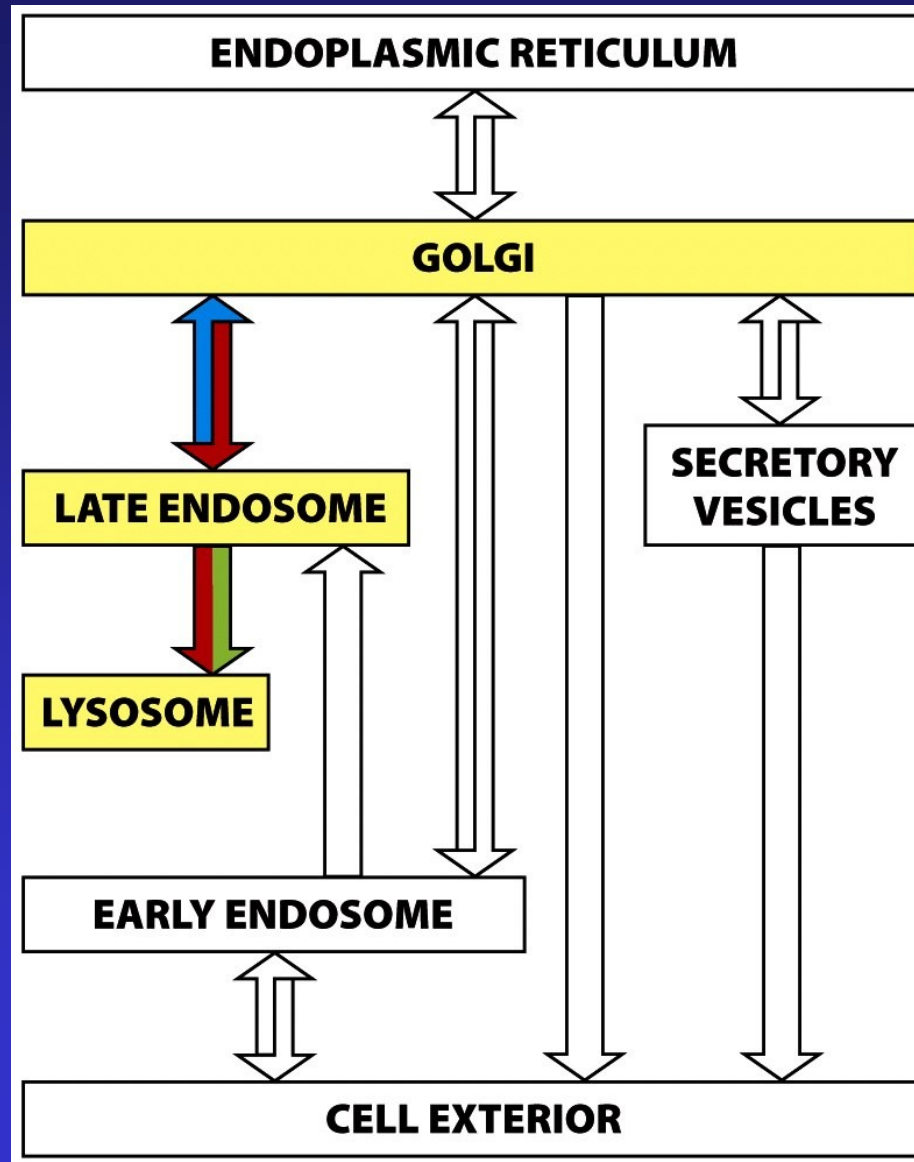 ENDOPLASMIC RETICULUM
GOLGI
LATE ENDOSOME
SECRETORY
VESICLES
LYSOSOME
EARLY ENDOSOME
CELL EXTERIOR